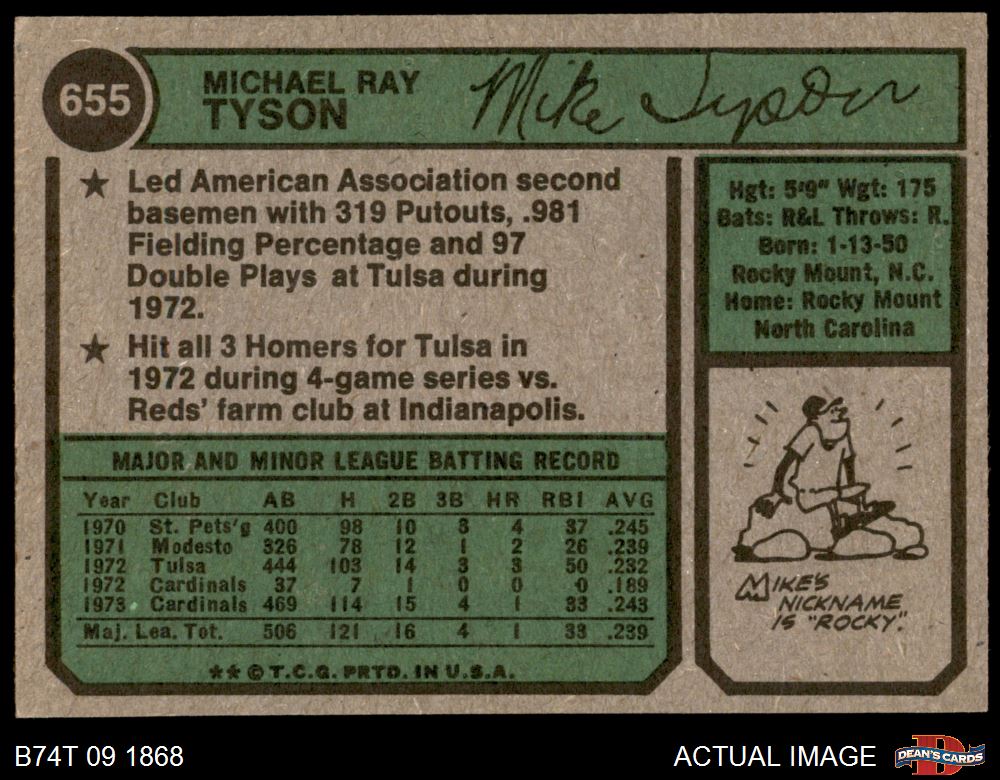 655
MICHAEL RAY
TYSON
Mike Tyson
★ Led American Association second
basemen with 319 Putouts, .981
Fielding Percentage and 97
Double Plays at Tulsa during
1972.
★ Hit all 3 Homers for Tulsa in
1972 during 4-game series vs.
Reds' farm club at Indianapolis.
Hgt: 5'9" Wgt: 175
Bats: R&L Throws: R.
Born: 1-13-50
Rocky Mount, N.C.
Home: Rocky Mount
North Carolina
MAJOR AND MINOR LEAGUE BATTING RECORD
Year Club AB H 2B 3B HR RBI AVG
1970 St. Pets'g 400 98 10 3 4 37 .245
1971 Modesto 326 78 12 1 2 26 .239
1972 Tulsa 444 103 14 3 3 50 .232
1972 Cardinals 37 7 1 0 0 0 .189
1973 Cardinals 469 114 15 4 1 33 .243
Maj. Lea. Tot. 506 121 16 4 1 33 .239
** © T.C.G. PRTD. IN U.S.A.
MIKE'S
NICKNAME
IS "ROCKY."
B74T 09 1868
ACTUAL IMAGE
D
DEAN'S CARDS